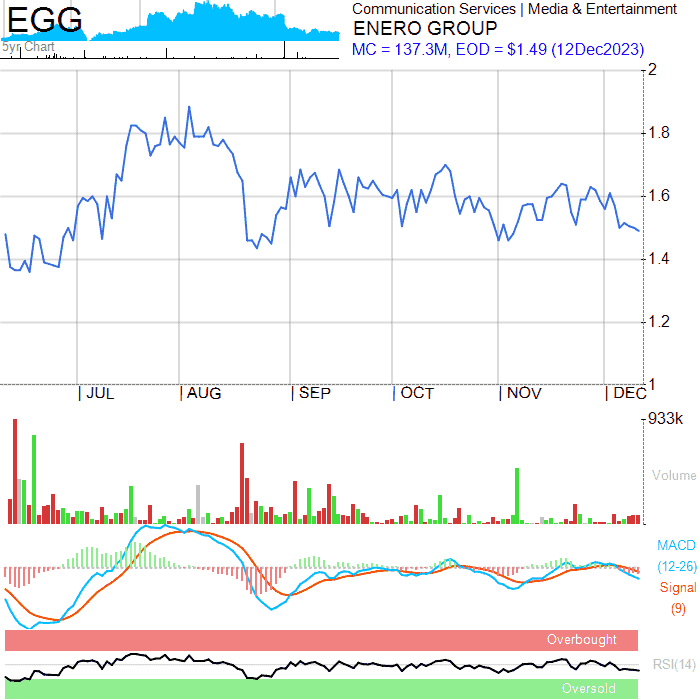 EGG
5yr Chart
Communication Services | Media & Entertainment
ENERO GROUP
MC = 137.3M, EOD = $1.49 (12Dec2023)
2
1.8
1.6
1.4
1.2
1
| JUL | AUG | SEP | OCT | NOV | DEC
933k
Volume
MACD
(12-26)
Signal
(9)
Overbought
RSI(14)
Oversold